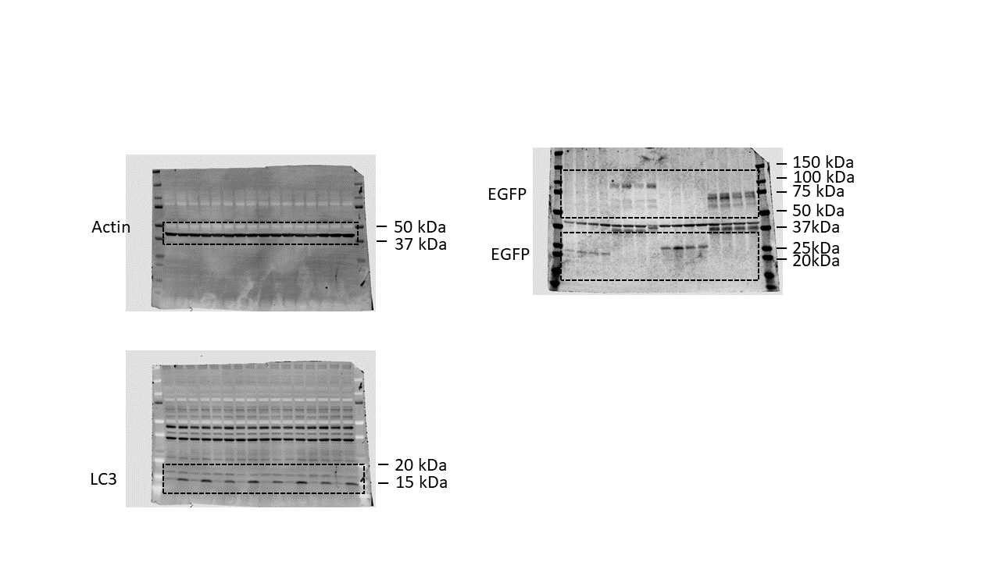 Actin
50 kDa
37 kDa
EGFP
EGFP
150 kDa
100 kDa
75 kDa
50 kDa
37kDa
25kDa
20kDa
LC3
20 kDa
15 kDa